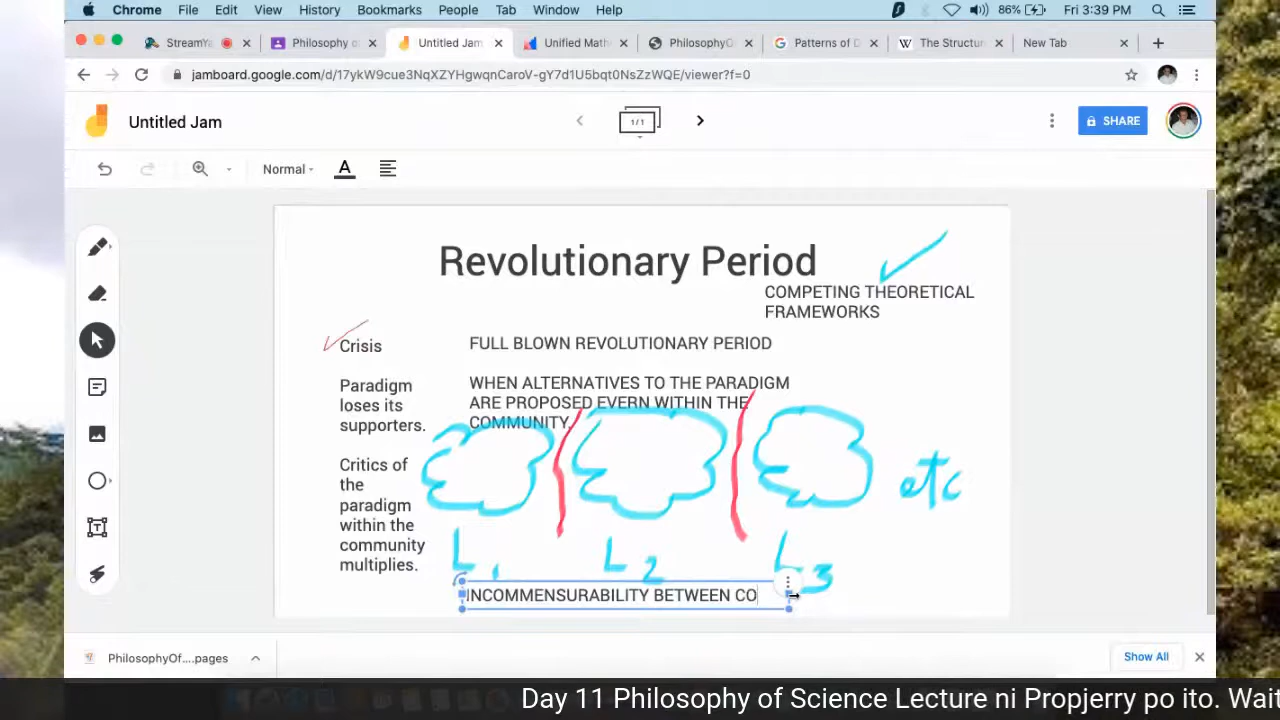 Chrome File Edit View History Bookmarks People Tab Window Help 86% Fri 3:39 PM
StreamYa Philosophy of Untitled Jam Unified Math PhilosophyO Patterns of D The Structur New Tab
jamboard.google.com/d/17ykW9cue3NqXZYHgwqnCaroV-gY7d1U5bqt0NsZzWQE/viewer?f=0
Untitled Jam 1/1 SHARE
Normal A
Revolutionary Period
COMPETING THEORETICAL
FRAMEWORKS
Crisis
Paradigm
loses its
supporters.
Critics of
the
paradigm
within the
community
multiplies.
FULL BLOWN REVOLUTIONARY PERIOD
WHEN ALTERNATIVES TO THE PARADIGM
ARE PROPOSED EVERN WITHIN THE
COMMUNITY.
etc
L1 L2 L3
INCOMMENSURABILITY BETWEEN CO
PhilosophyOf....pages Show All
Day 11 Philosophy of Science Lecture ni Propjerry po ito. Wait